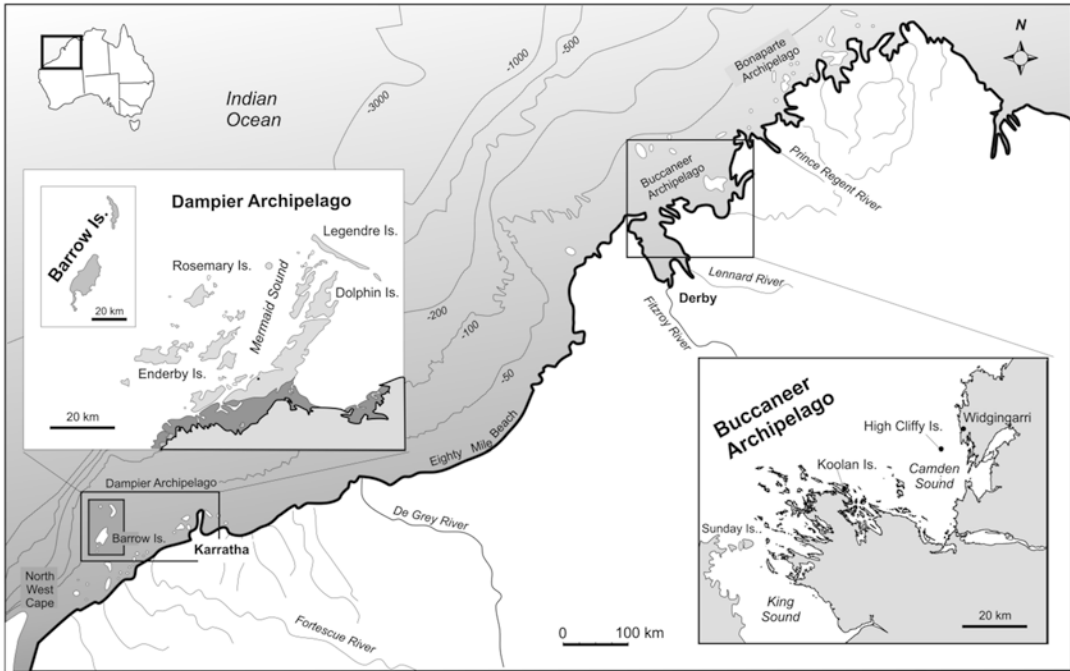 N
-500
-1000
-3000
Bonaparte
Archipelago
Indian
Ocean
Prince Regent River
Buccaneer
Archipelago
Dampier Archipelago
Barrow Is.
20 km
Legendre Is.
Rosemary Is.
Mermaid Sound
Dolphin Is.
Enderby Is.
20 km
Lennard River
Derby
Fitzroy River
-200
-100
-50
Eighty Mile Beach
Buccaneer
Archipelago
High Cliffy Is.
Widgingarri
Koolan Is.
Camden
Sound
Sunday Is.
King
Sound
20 km
Dampier Archipelago
Barrow Is.
Karratha
De Grey River
North
West
Cape
Fortescue River
0 100 km